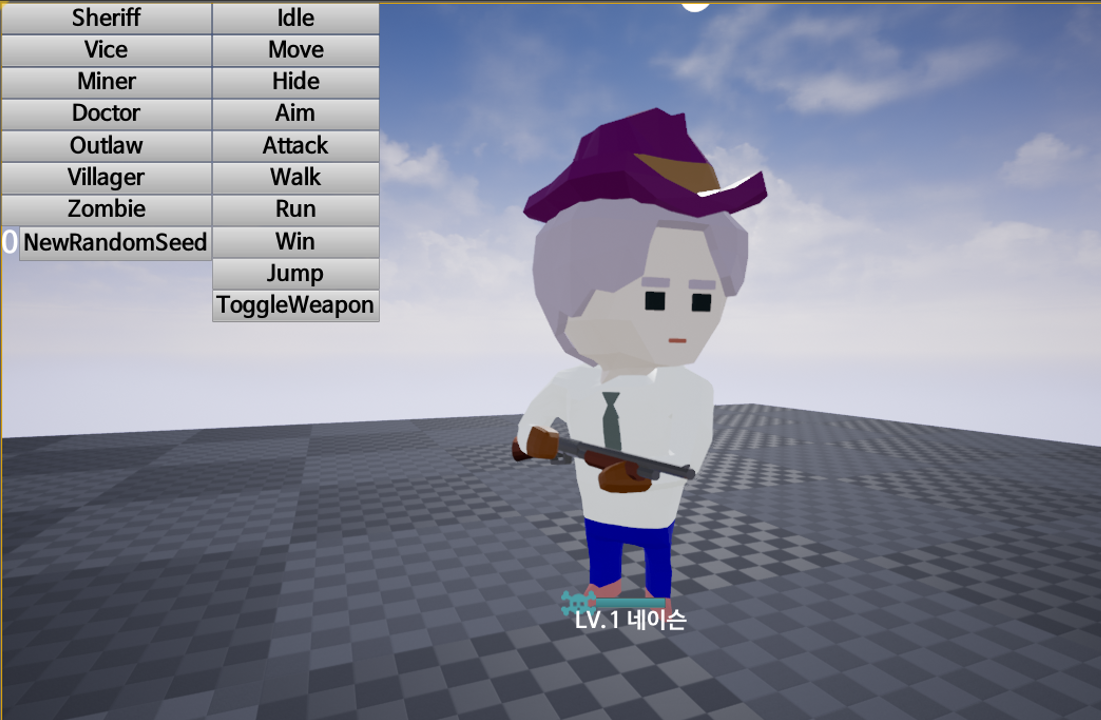 Sheriff
Vice
Miner
Doctor
Outlaw
Villager
Zombie
0 NewRandomSeed
Idle
Move
Hide
Aim
Attack
Walk
Run
Win
Jump
ToggleWeapon
LV.1 네이슨